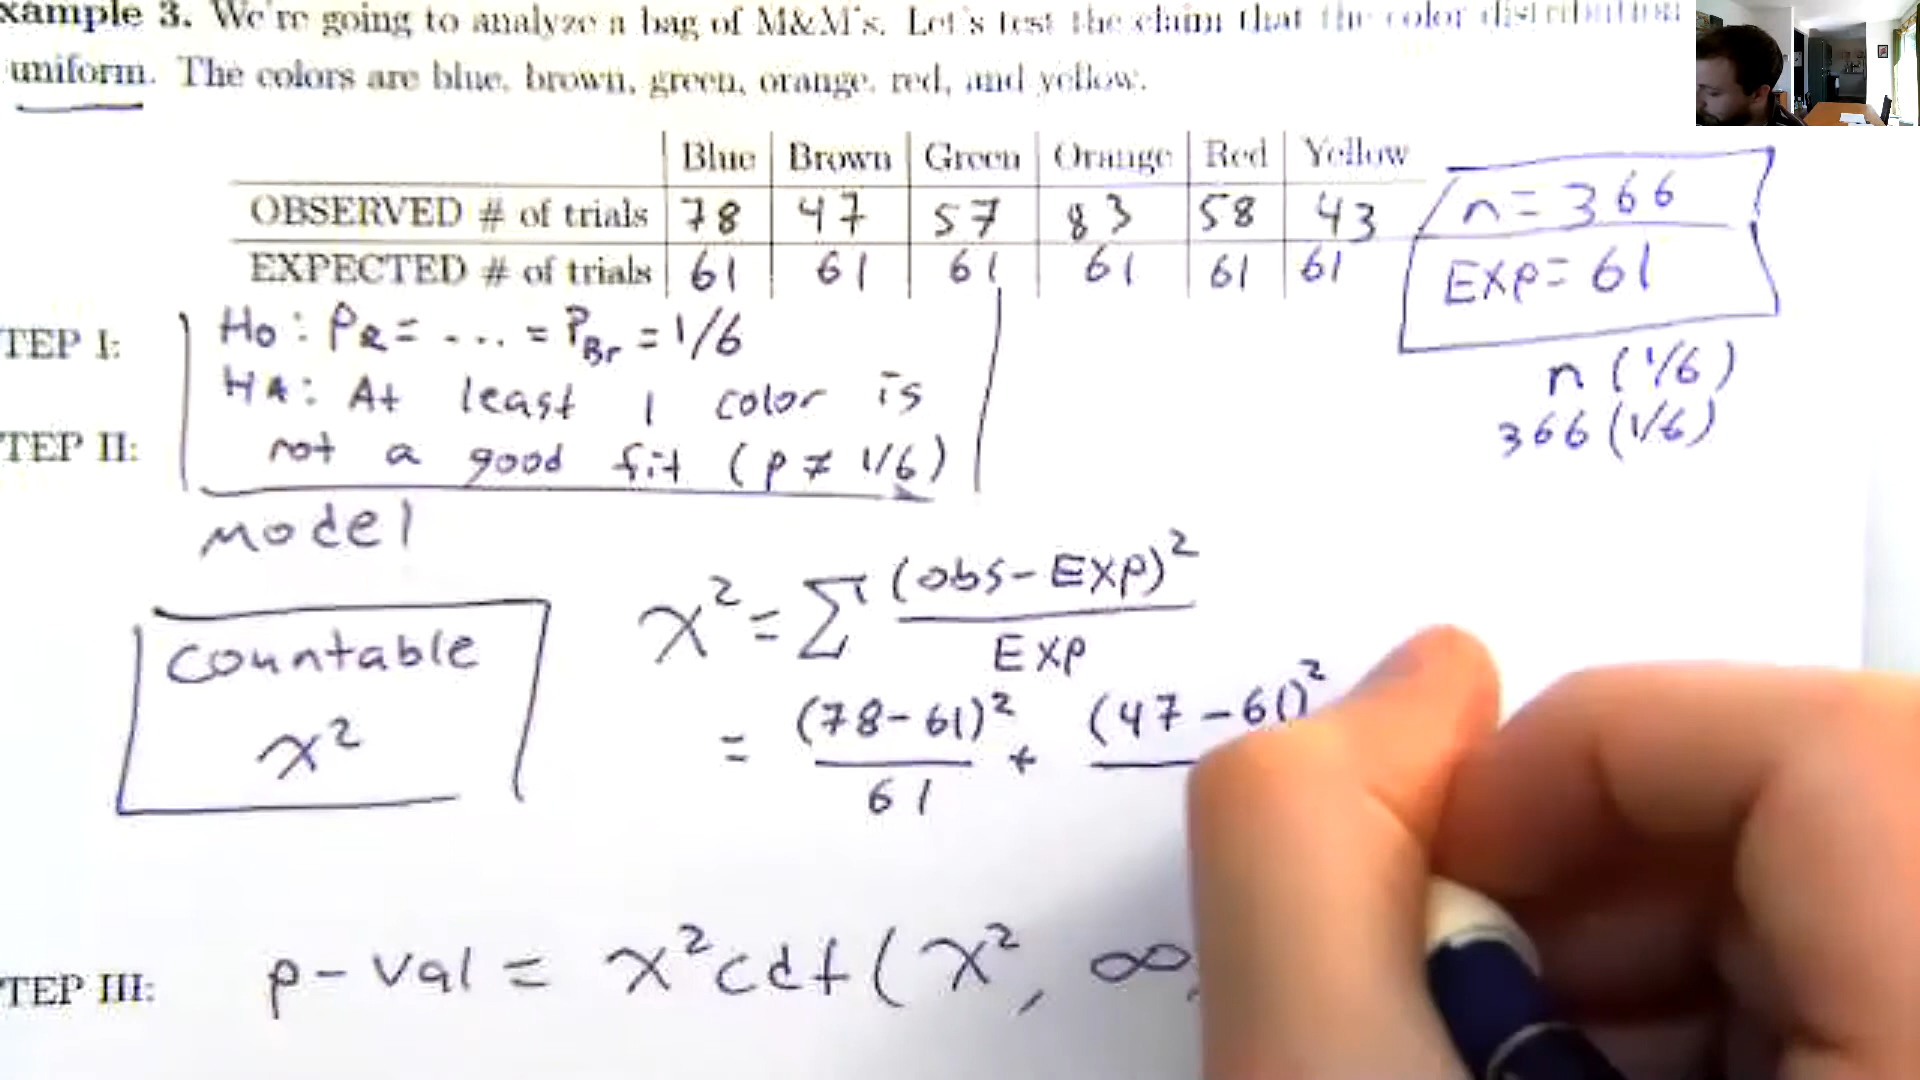 xample 3. We're going to analyze a bag of M&M's. Let's test the claim that the color distribution
uniform. The colors are blue, brown, green, orange, red, and yellow.
Blue Brown Green Orange Red Yellow
OBSERVED # of trials 78 47 57 83 58 43
EXPECTED # of trials 61 61 61 61 61 61
n=366
EXP=61
n(1/6)
366(1/6)
TEP I:
H0: PR= ... = PBr = 1/6
HA: At least 1 color is
not a good fit (p ≠ 1/6)
TEP II:
model
countable
χ²
χ² = Σ (obs-EXP)² / EXP
= (78-61)² / 61 + (47-61)²
TEP III:
p-val = χ²cdf(χ², ∞,